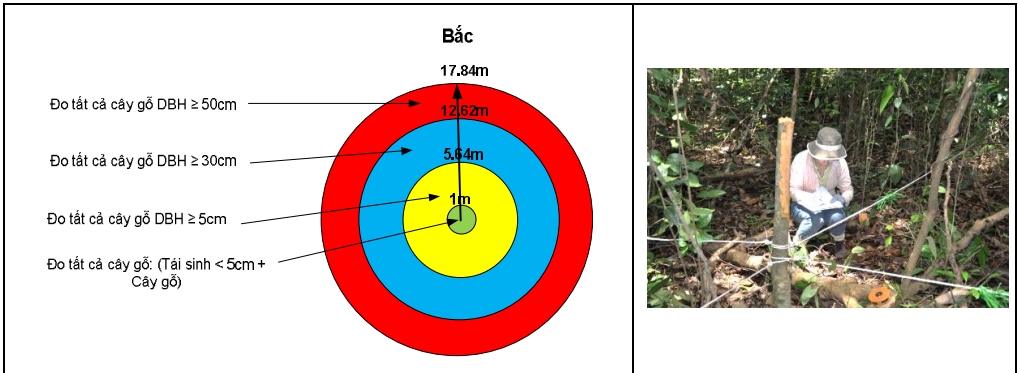 Bắc
17.84m
Đo tất cả cây gỗ DBH ≥ 50cm
12.62m
Đo tất cả cây gỗ DBH ≥ 30cm
5.64m
1m
Đo tất cả cây gỗ DBH ≥ 5cm
Đo tất cả cây gỗ: (Tái sinh < 5cm +
Cây gỗ)